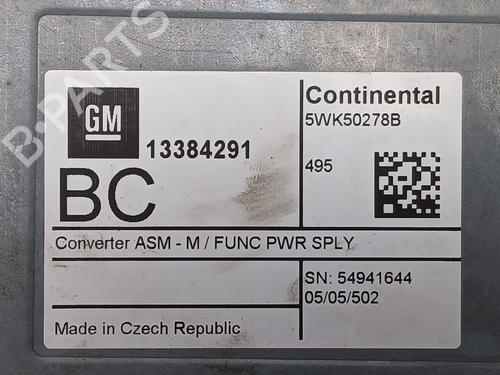 B-PARTS
GM
13384291
BC
Continental
5WK50278B
495
Converter ASM - M / FUNC PWR SPLY
SN: 54941644
05/05/502
Made in Czech Republic